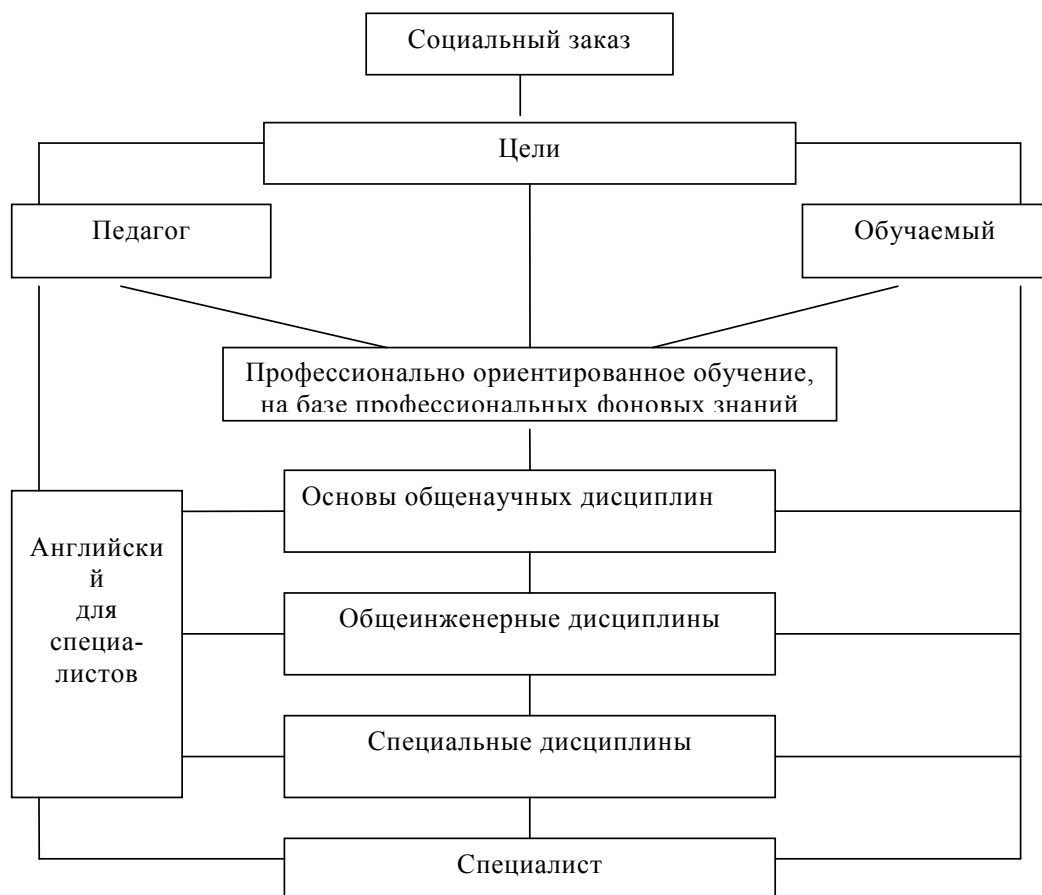 Социальный заказ
Цели
Педагог
Обучаемый
Профессионально ориентированное обучение,
на базе профессиональных фоновых знаний
Основы общенаучных дисциплин
Английски
й
для
специа-
листов
Общеинженерные дисциплины
Специальные дисциплины
Специалист